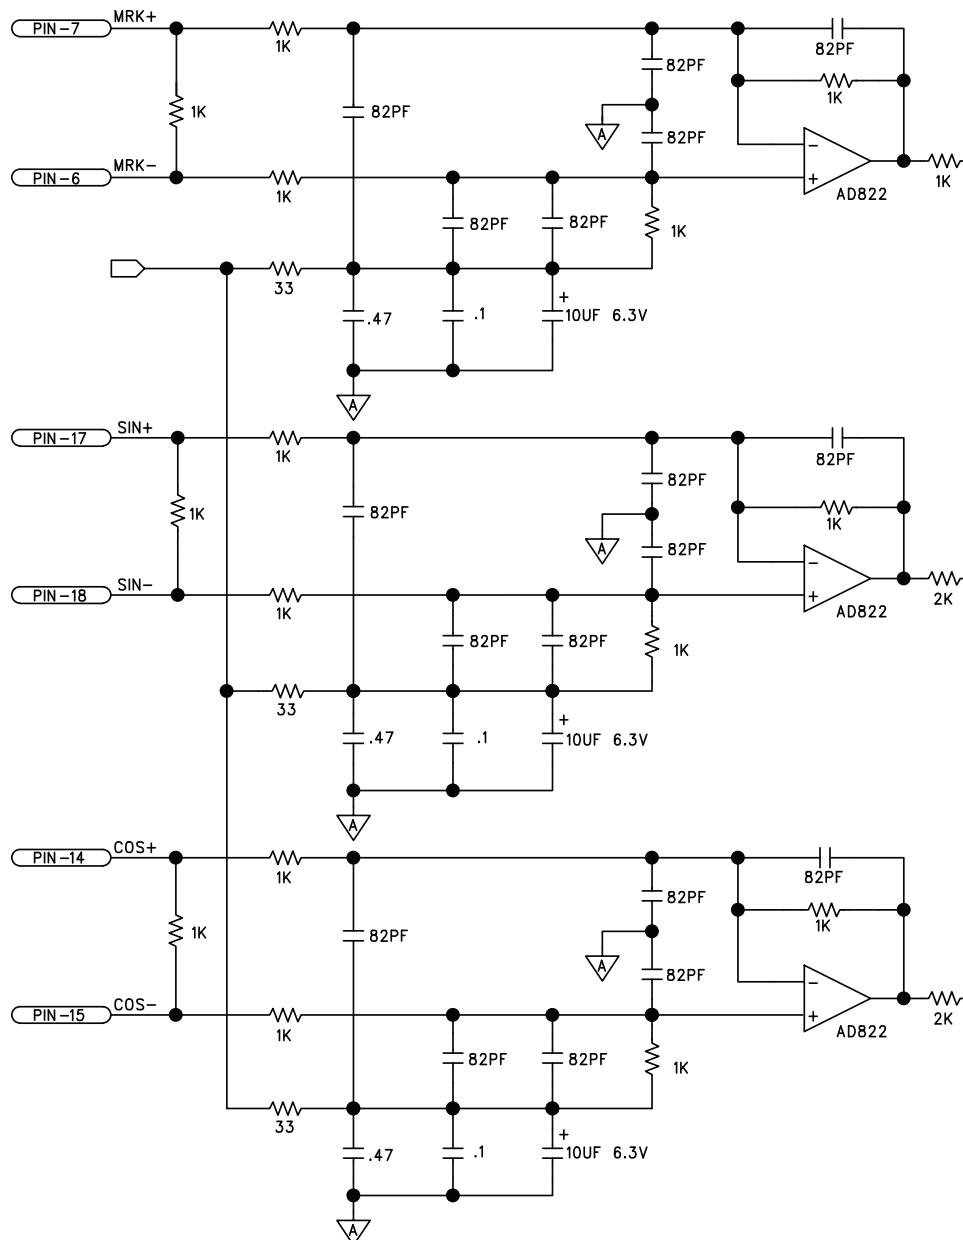 PIN-7
MRK+
1K
82PF
1K
82PF
82PF
1K
82PF
A
-
+
AD822
1K
PIN-6
MRK-
1K
82PF
82PF
1K
33
.47
.1
+
10UF 6.3V
A
PIN-17
SIN+
1K
82PF
1K
82PF
82PF
1K
82PF
A
-
+
AD822
2K
PIN-18
SIN-
1K
82PF
82PF
1K
33
.47
.1
+
10UF 6.3V
A
PIN-14
COS+
1K
82PF
1K
82PF
82PF
1K
82PF
A
-
+
AD822
2K
PIN-15
COS-
1K
82PF
82PF
1K
33
.47
.1
+
10UF 6.3V
A